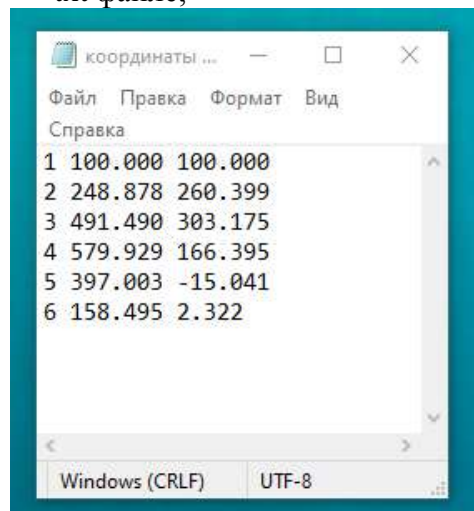 координаты ...
Файл Правка Формат Вид
Справка
1 100.000 100.000
2 248.878 260.399
3 491.490 303.175
4 579.929 166.395
5 397.003 -15.041
6 158.495 2.322
Windows (CRLF) UTF-8